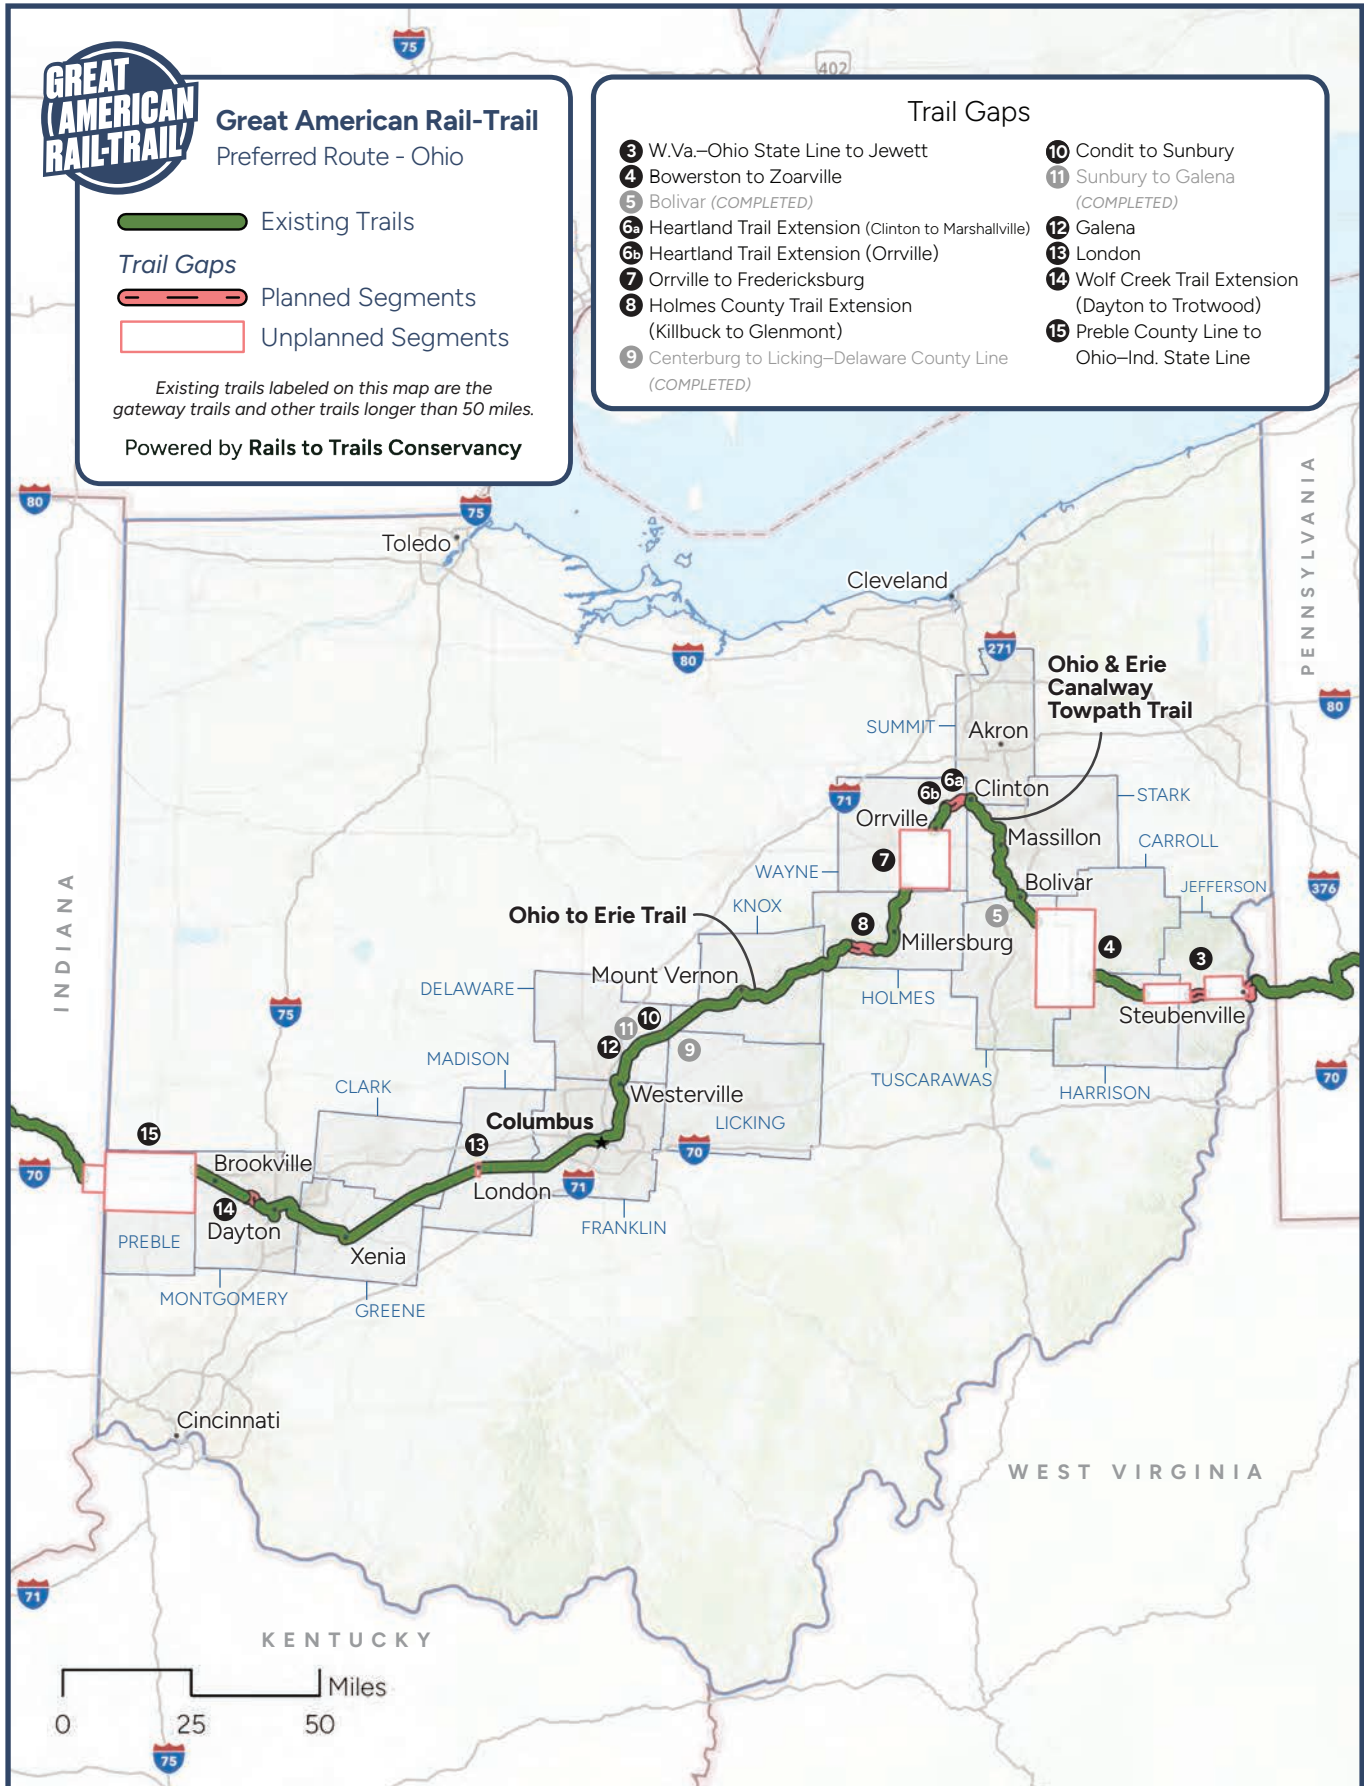 75
402
GREAT
AMERICAN
RAIL-TRAIL
Great American Rail-Trail
Preferred Route - Ohio
Existing Trails
Trail Gaps
Planned Segments
Unplanned Segments
Existing trails labeled on this map are the
gateway trails and other trails longer than 50 miles.
Powered by Rails to Trails Conservancy
Trail Gaps
3 W.Va.–Ohio State Line to Jewett
4 Bowerston to Zoarville
5 Bolivar (COMPLETED)
6a Heartland Trail Extension (Clinton to Marshallville)
6b Heartland Trail Extension (Orrville)
7 Orrville to Fredericksburg
8 Holmes County Trail Extension
(Killbuck to Glenmont)
9 Centerburg to Licking–Delaware County Line
(COMPLETED)
10 Condit to Sunbury
11 Sunbury to Galena
(COMPLETED)
12 Galena
13 London
14 Wolf Creek Trail Extension
(Dayton to Trotwood)
15 Preble County Line to
Ohio–Ind. State Line
80
75
Toledo
PENNSYLVANIA
Cleveland
80
271
Ohio & Erie
Canalway
Towpath Trail
80
SUMMIT
Akron
6a
6b
Clinton
71
STARK
Orrville
Massillon
CARROLL
7
WAYNE
Bolivar
JEFFERSON
376
INDIANA
KNOX
Ohio to Erie Trail
5
8
Millersburg
4
3
Mount Vernon
DELAWARE
HOLMES
75
10
11
12
9
Steubenville
MADISON
TUSCARAWAS
70
CLARK
Westerville
HARRISON
Columbus
LICKING
15
13
70
70
Brookville
London
71
14
Dayton
FRANKLIN
PREBLE
Xenia
MONTGOMERY
GREENE
Cincinnati
WEST VIRGINIA
71
KENTUCKY
Miles
0
25
50
75